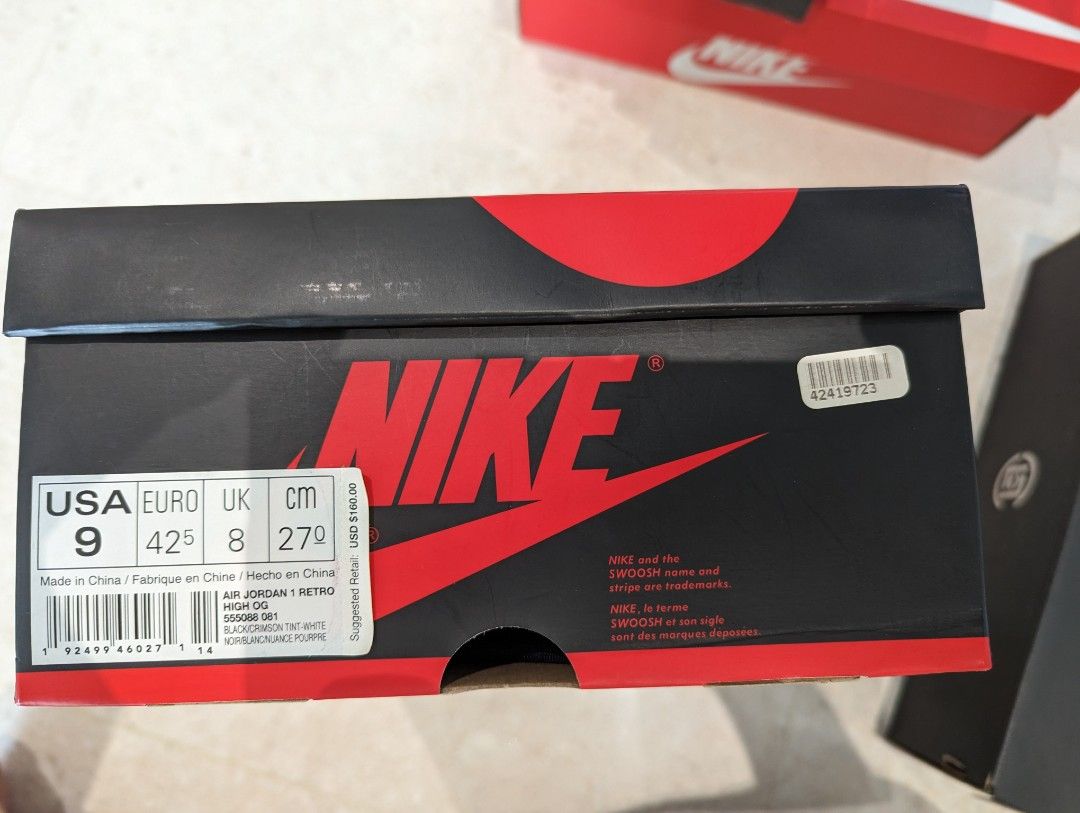 NIKE
NIKE ®
42419723
USA EURO UK cm
9 42 5 8 27 0
Suggested Retail: USD $160.00
®
Made in China / Fabrique en Chine / Hecho en China
AIR JORDAN 1 RETRO
HIGH OG
555088 081
BLACK/CRIMSON TINT-WHITE
NOIR/BLANC/NUANCE POURPRE
1 92499 46027 1 14
NIKE and the
SWOOSH name and
stripe are trademarks.
NIKE, le terme
SWOOSH et son sigle
sont des marques deposées.